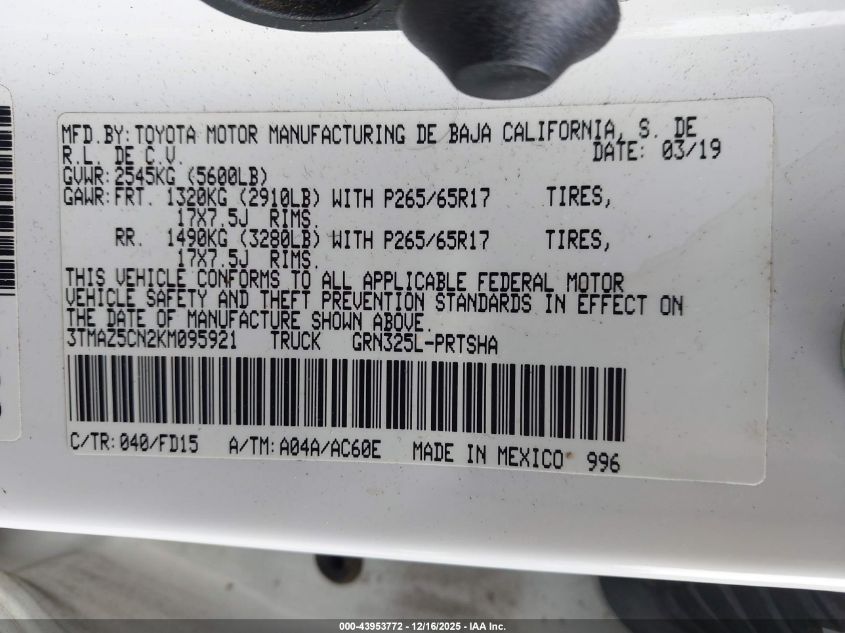 MFD.BY: TOYOTA MOTOR MANUFACTURING DE BAJA CALIFORNIA, S. DE
R.L. DE C.V. DATE: 03/19
GVWR: 2545KG (5600LB)
GAWR: FRT. 1320KG (2910LB) WITH P265/65R17 TIRES,
17X7.5J RIMS.
RR. 1490KG (3280LB) WITH P265/65R17 TIRES,
17X7.5J RIMS.
THIS VEHICLE CONFORMS TO ALL APPLICABLE FEDERAL MOTOR
VEHICLE SAFETY AND THEFT PREVENTION STANDARDS IN EFFECT ON
THE DATE OF MANUFACTURE SHOWN ABOVE.
3TMAZ5CN2KM095921 TRUCK GRN325L-PRTSHA
C/TR: 040/FD15 A/TM: A04A/AC60E MADE IN MEXICO 996
000-43953772 - 12/16/2025 - IAA Inc.